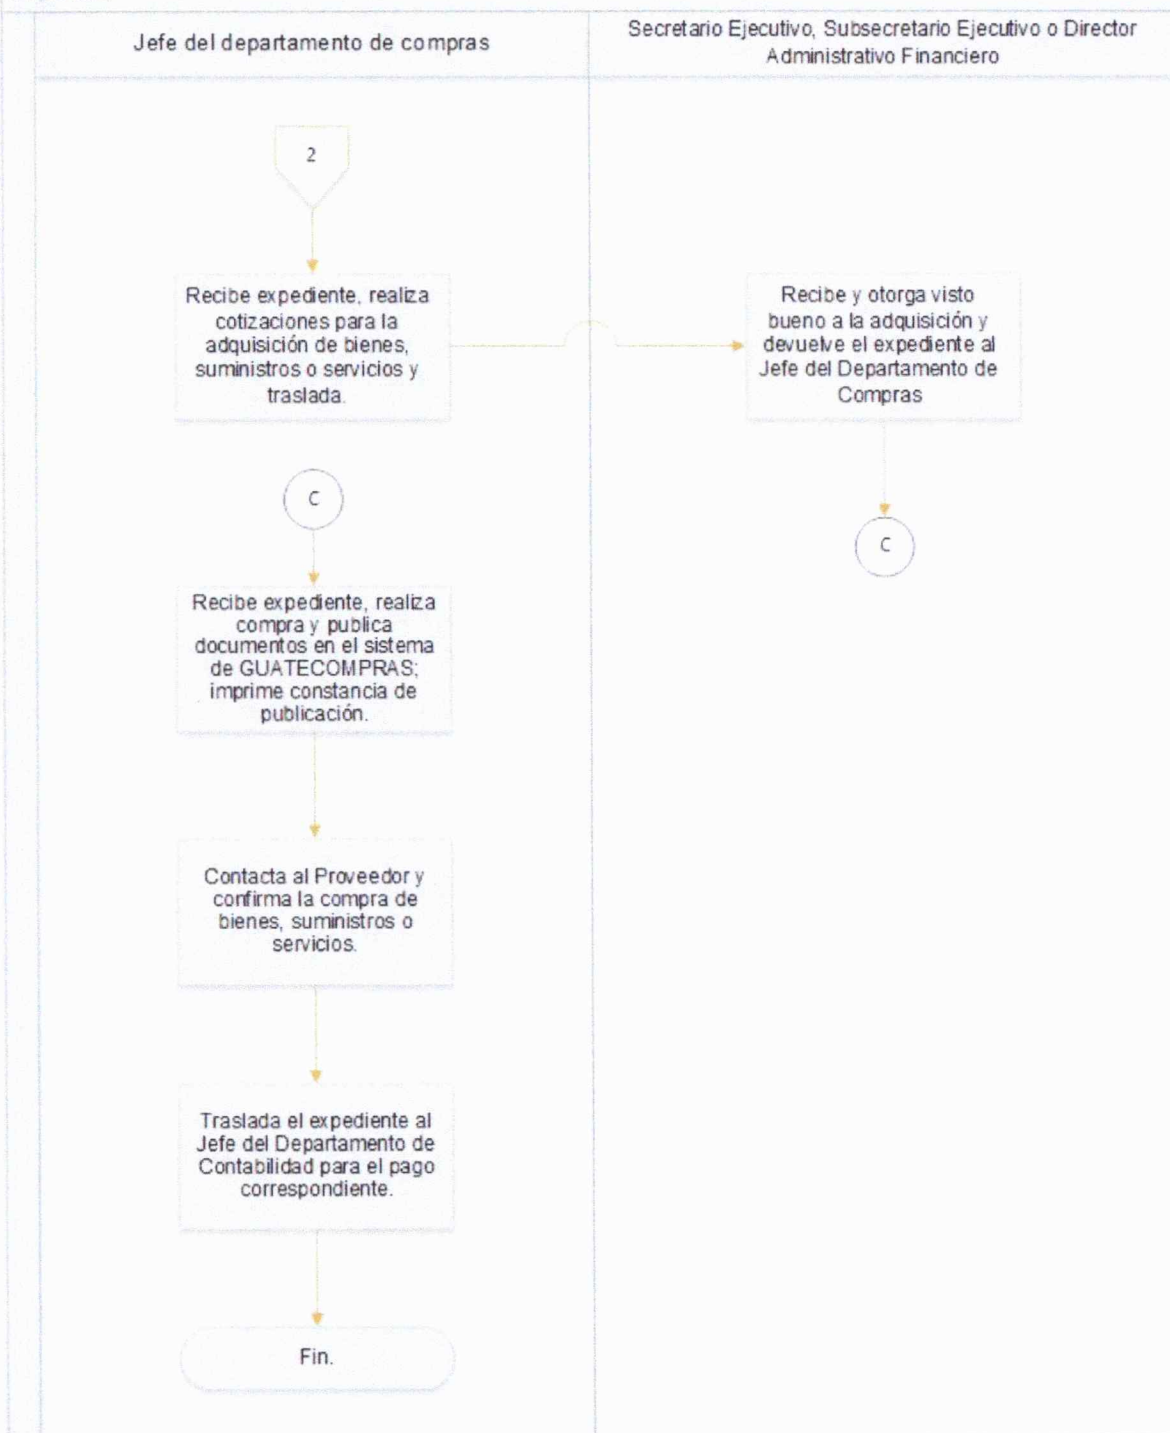 Jefe del departamento de compras
Secretario Ejecutivo, Subsecretario Ejecutivo o Director
Administrativo Financiero
2
Recibe expediente, realiza
cotizaciones para la
adquisición de bienes,
suministros o servicios y
traslada.
Recibe y otorga visto
bueno a la adquisición y
devuelve el expediente al
Jefe del Departamento de
Compras
C
C
Recibe expediente, realiza
compra y publica
documentos en el sistema
de GUATECOMPRAS;
imprime constancia de
publicación.
Contacta al Proveedor y
confirma la compra de
bienes, suministros o
servicios.
Traslada el expediente al
Jefe del Departamento de
Contabilidad para el pago
correspondiente.
Fin.